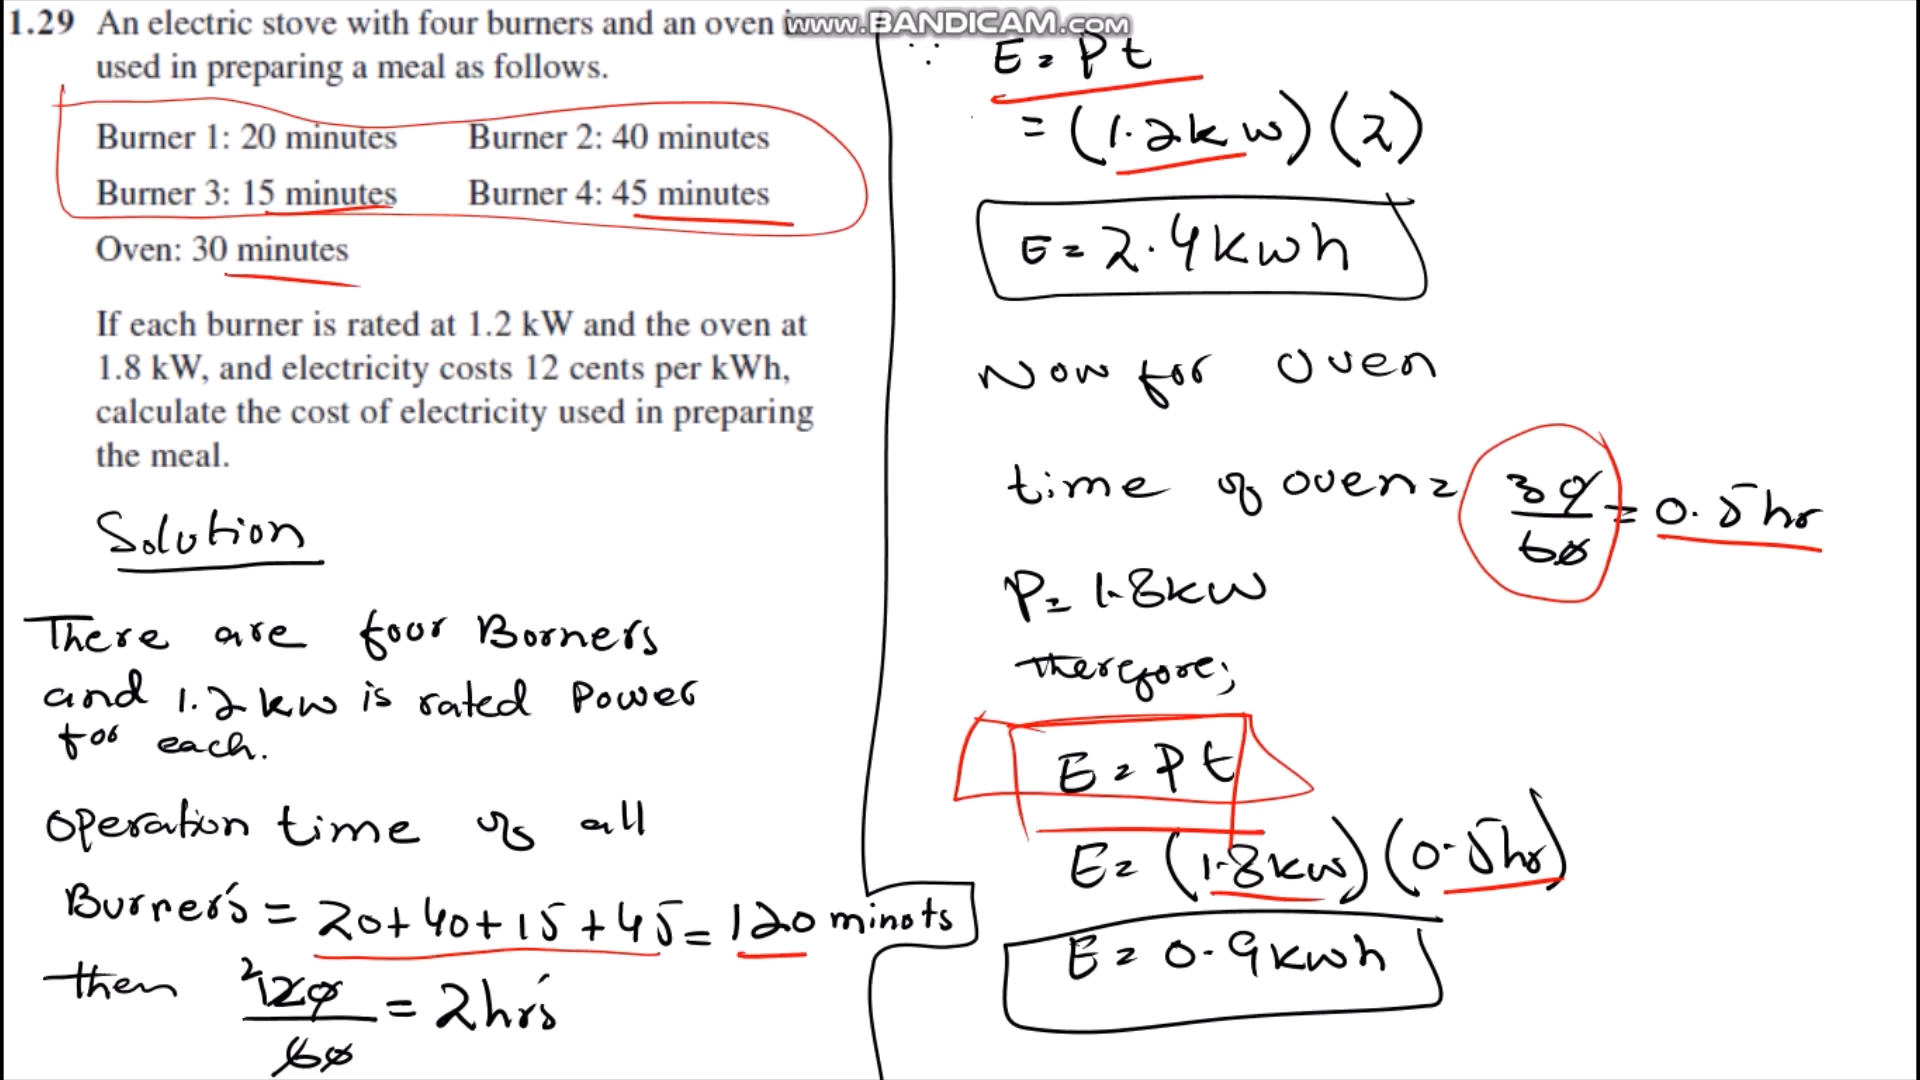 1.29 An electric stove with four burners and an oven
www.BANDICAM.com
used in preparing a meal as follows.
Burner 1: 20 minutes Burner 2: 40 minutes
Burner 3: 15 minutes Burner 4: 45 minutes
Oven: 30 minutes
If each burner is rated at 1.2 kW and the oven at
1.8 kW, and electricity costs 12 cents per kWh,
calculate the cost of electricity used in preparing
the meal.
Solution
There are four Borners
and 1.2 kw is rated Power
for each.
operation time of all
Burner's = 20+40+15+45 = 120 minots
then 120/60 = 2hrs
2
∵ E = Pt
= (1.2kw)(2)
E = 2.4kwh
Now for oven
time of oven = 30/60 = 0.5hr
P = 1.8kw
therefore;
E = Pt
E = (1.8kw)(0.5hr)
E = 0.9kwh